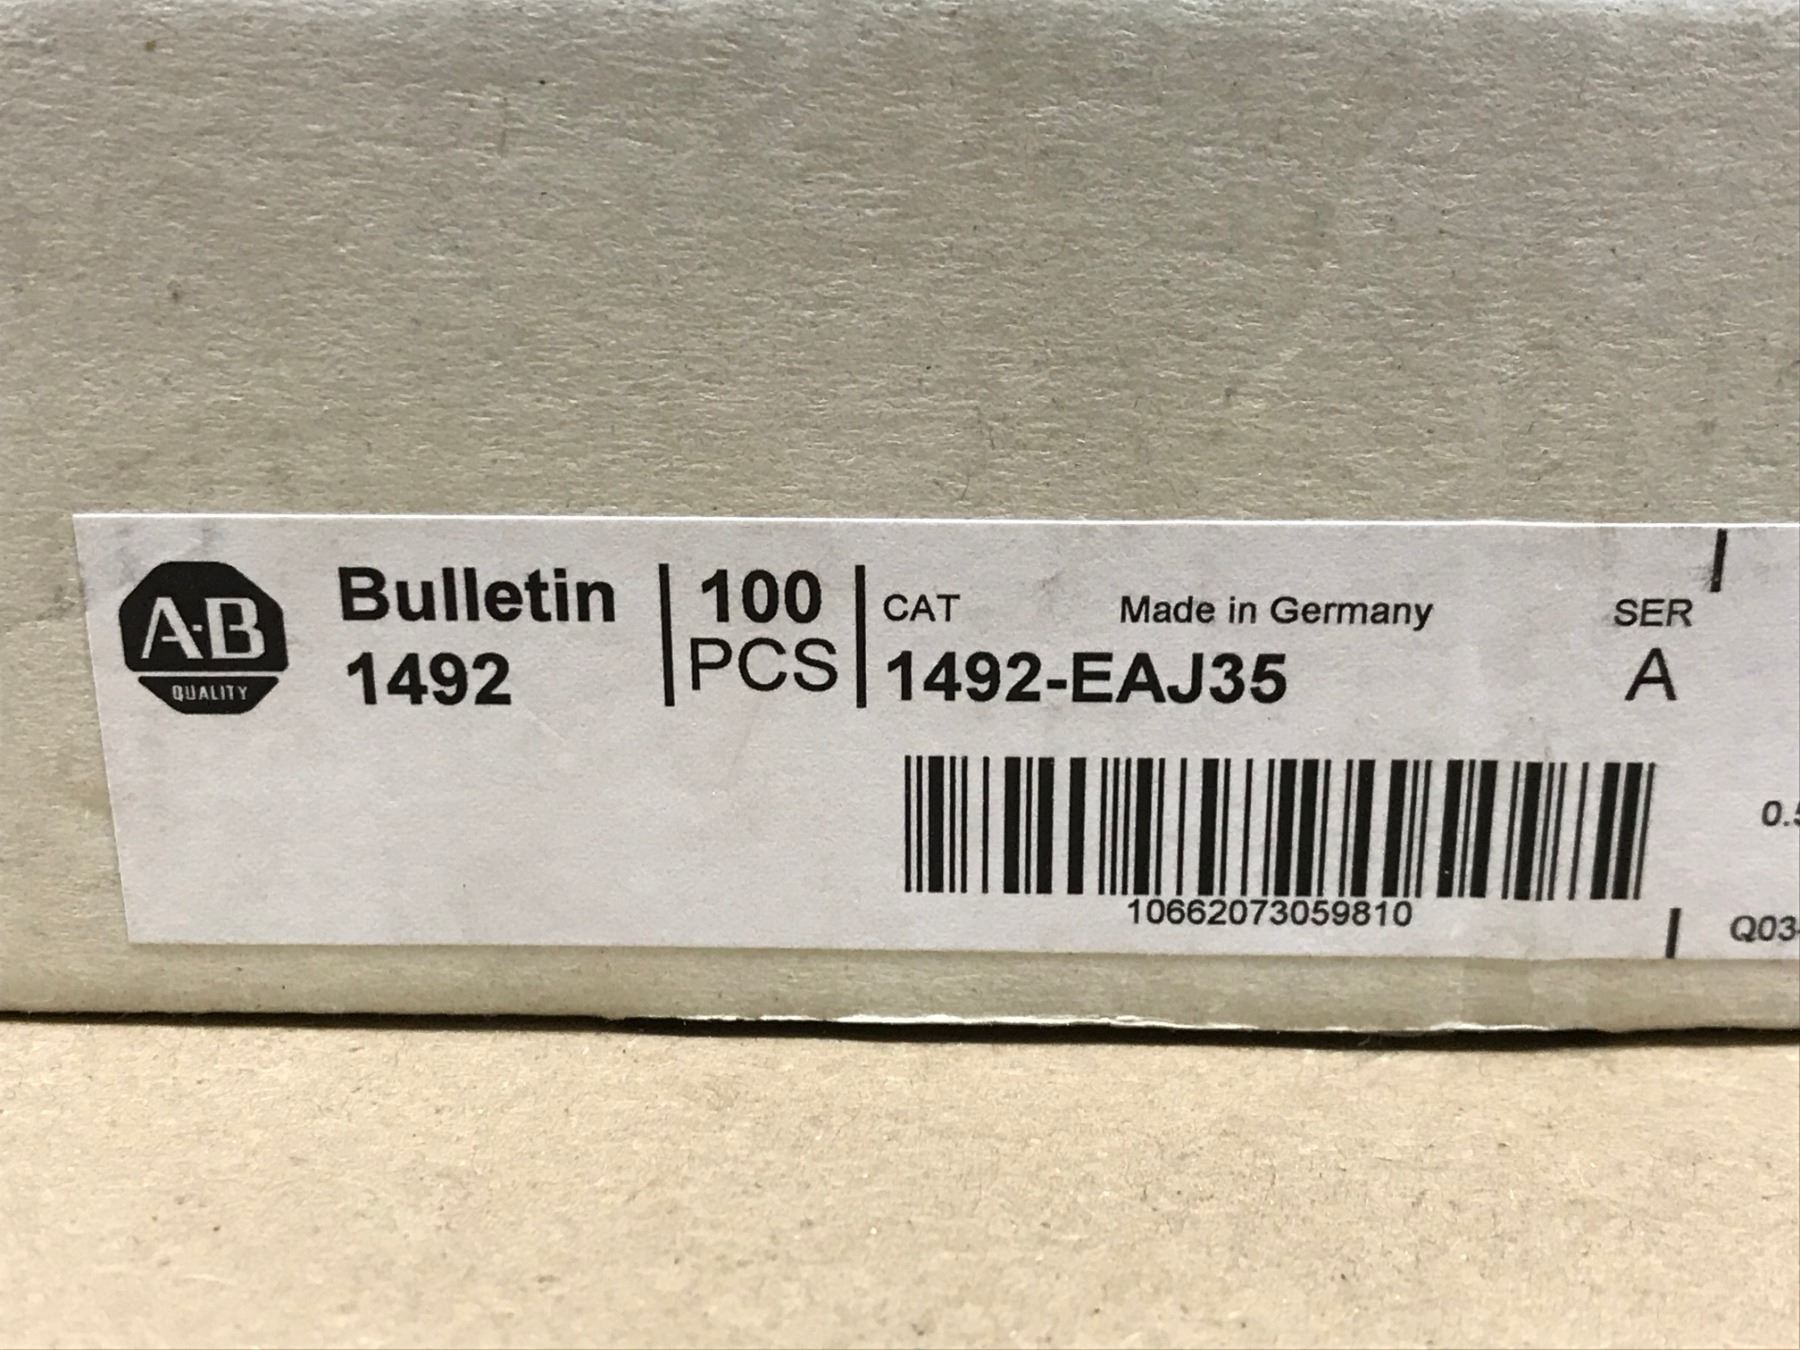 A-B
QUALITY
Bulletin
1492
100
PCS
CAT
Made in Germany
SER
1492-EAJ35
A
10662073059810